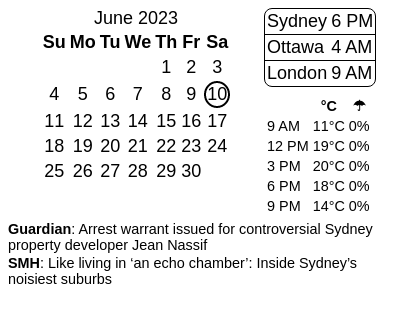 June 2023
Su Mo Tu We Th Fr Sa
1 2 3
4 5 6 7 8 9 10
11 12 13 14 15 16 17
18 19 20 21 22 23 24
25 26 27 28 29 30
Sydney 6 PM
Ottawa 4 AM
London 9 AM
°C ☂
9 AM 11°C 0%
12 PM 19°C 0%
3 PM 20°C 0%
6 PM 18°C 0%
9 PM 14°C 0%
Guardian: Arrest warrant issued for controversial Sydney
property developer Jean Nassif
SMH: Like living in ‘an echo chamber’: Inside Sydney’s
noisiest suburbs